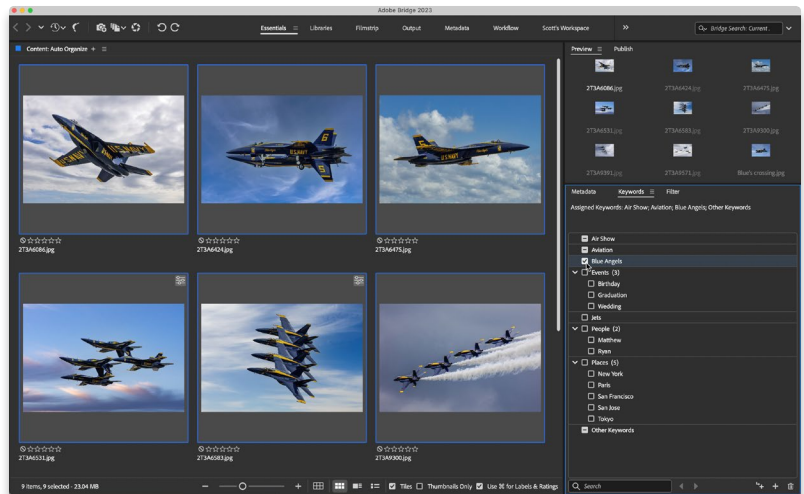 Adobe Bridge 2023
Essentials Libraries Filmstrip Output Metadata Workflow Scott's Workspace » Bridge Search: Current
Content: Auto Organize +
2T3A6086.jpg
2T3A6424.jpg
2T3A6475.jpg
2T3A6531.jpg
2T3A6583.jpg
2T3A9300.jpg
9 items, 9 selected - 23.04 MB
Tiles Thumbnails Only Use ⌘ for Labels & Ratings
Preview Publish
2T3A6086.jpg 2T3A6424.jpg 2T3A6475.jpg
2T3A6531.jpg 2T3A6583.jpg 2T3A9300.jpg
2T3A9391.jpg 2T3A9571.jpg Blue's crossing.jpg
Metadata Keywords Filter
Assigned Keywords: Air Show; Aviation; Blue Angels; Other Keywords
Air Show
Aviation
Blue Angels
Events (3)
Birthday
Graduation
Wedding
Jets
People (2)
Matthew
Ryan
Places (5)
New York
Paris
San Francisco
San Jose
Tokyo
Other Keywords
Search